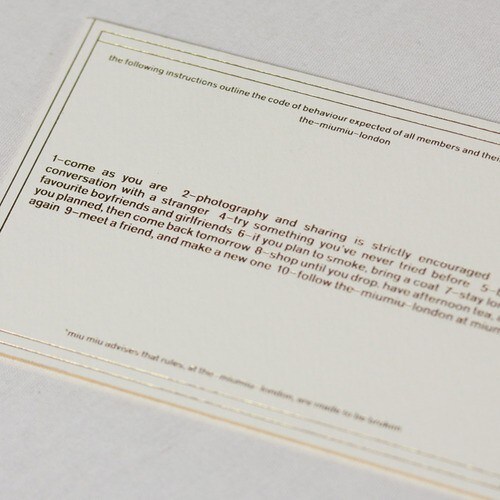 the following instructions outline the code of behaviour expected of all members and their
the-miumiu-london
1-come as you are 2-photography and sharing is strictly encouraged
conversation with a stranger 4-try something you've never tried before 5-
favourite boyfriends and girlfriends 6-if you plan to smoke, bring a coat 7-stay
you planned, then come back tomorrow 8-shop until you drop, have afternoon tea,
again 9-meet a friend, and make a new one 10-follow the-miumiu-london at
*miu miu advises that rules, at the-miumiu-london, are made to be broken